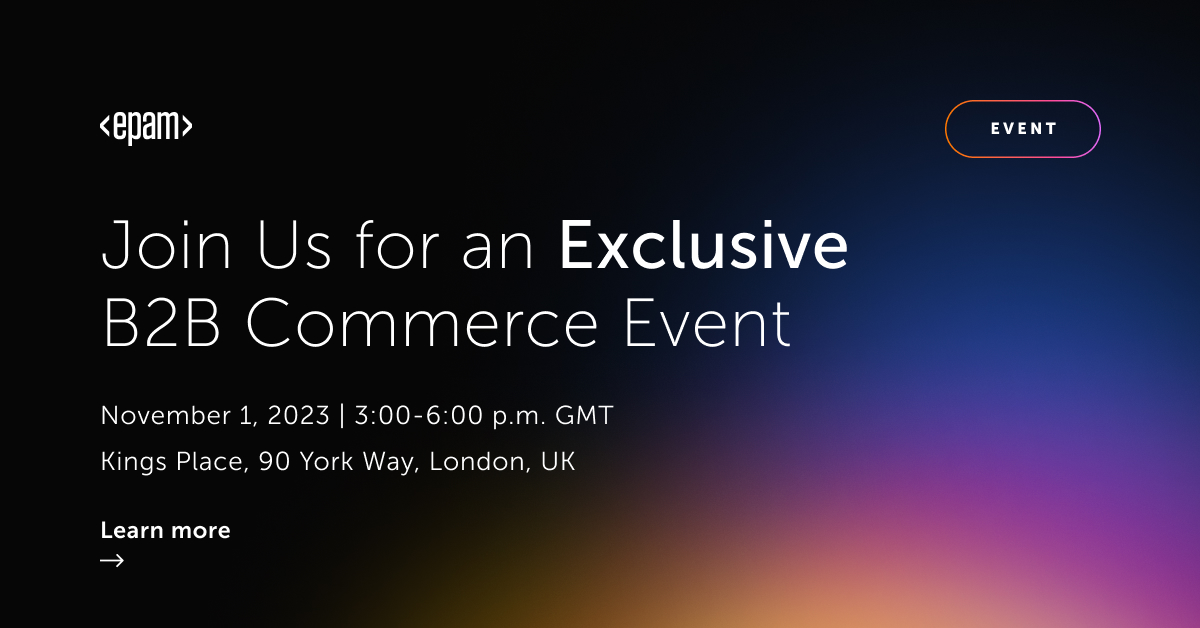 <epam>
EVENT
Join Us for an Exclusive
B2B Commerce Event
November 1, 2023 | 3:00-6:00 p.m. GMT
Kings Place, 90 York Way, London, UK
Learn more
→